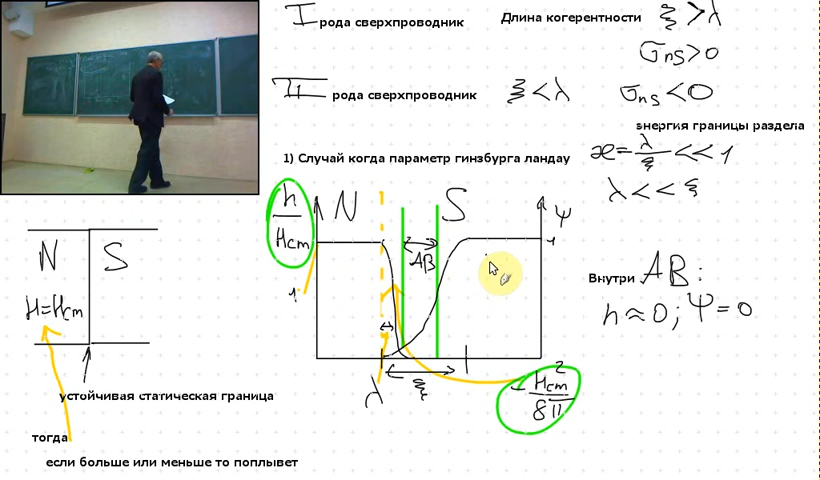 I рода сверхпроводник
Длина когерентности ξ > λ
σns > 0
II рода сверхпроводник
ξ < λ
σns < 0
энергия границы раздела
1) Случай когда параметр гинзбурга ландау
æ = λ/ξ << 1
λ << ξ
h/Hcm
N
S
ψ
1
AB
1
λ
ξ
- Hcm²/8π
Внутри AB:
h ≈ 0; Ψ = 0
N
S
H=Hcm
устойчивая статическая граница
тогда
если больше или меньше то поплывет